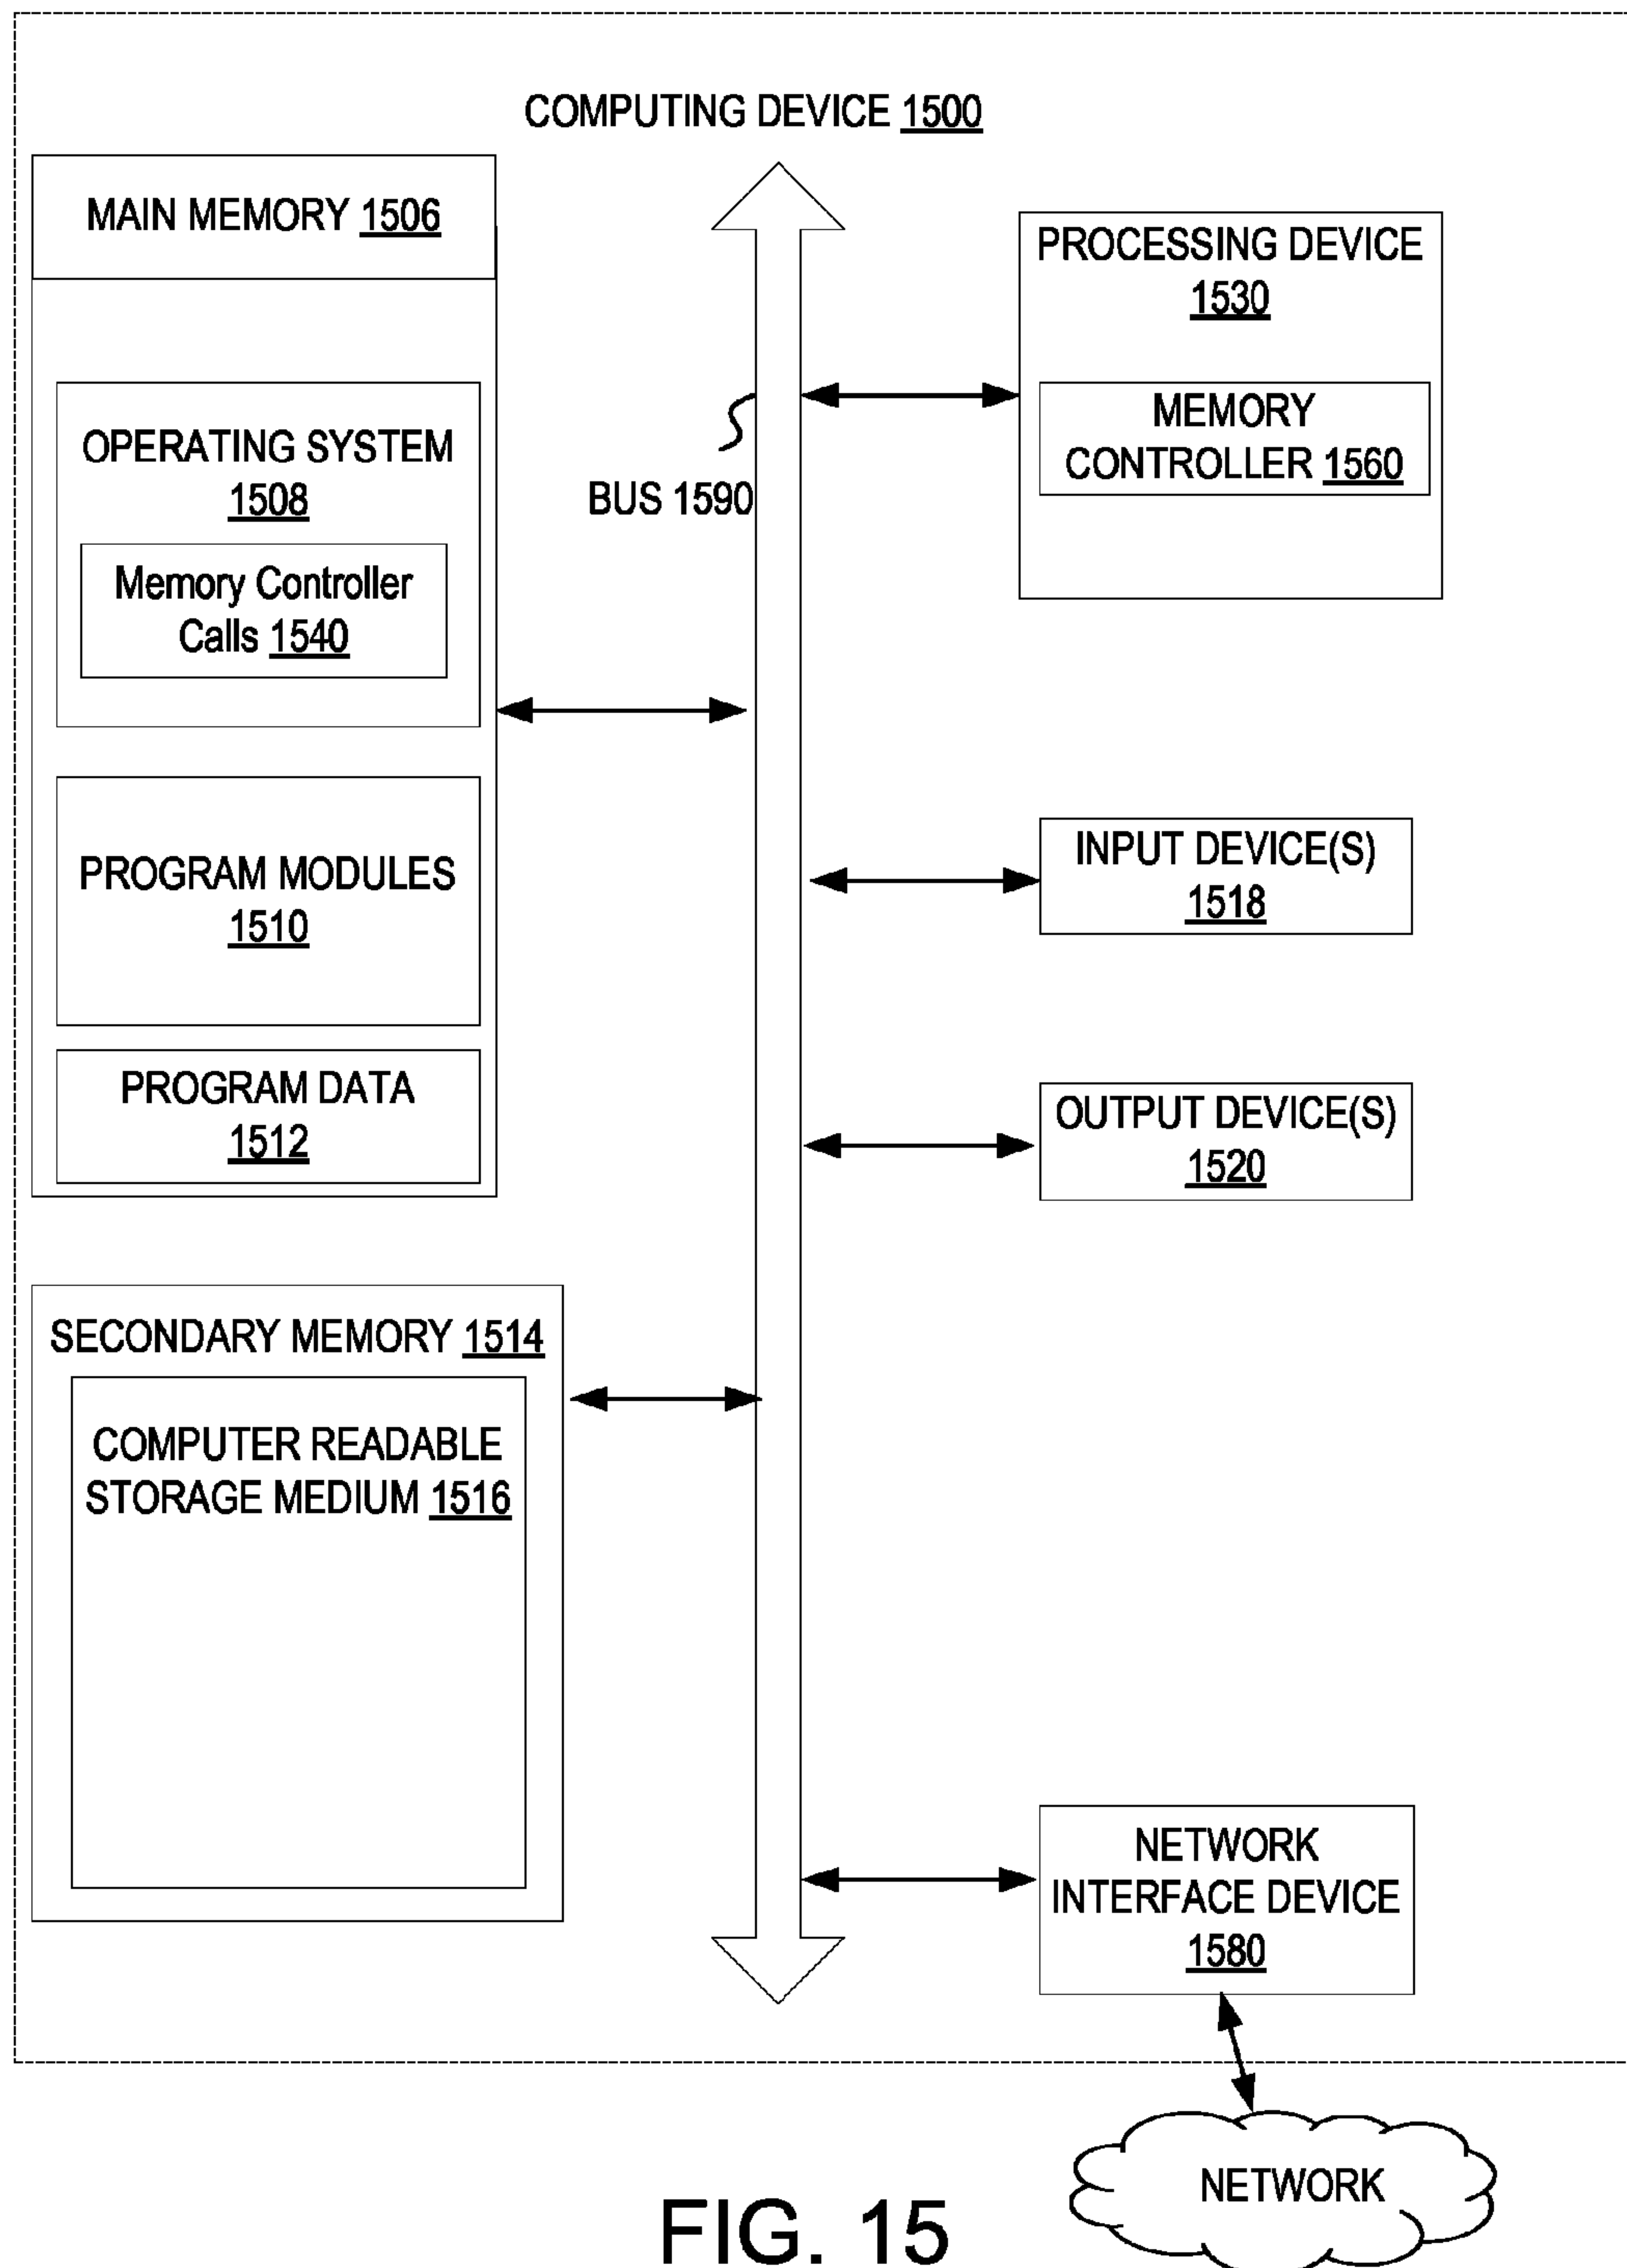 COMPUTING DEVICE 1500
MAIN MEMORY 1506
OPERATING SYSTEM
1508
Memory Controller
Calls 1540
PROGRAM MODULES
1510
PROGRAM DATA
1512
SECONDARY MEMORY 1514
COMPUTER READABLE
STORAGE MEDIUM 1516
BUS 1590
PROCESSING DEVICE
1530
MEMORY
CONTROLLER 1560
INPUT DEVICE(S)
1518
OUTPUT DEVICE(S)
1520
NETWORK
INTERFACE DEVICE
1580
NETWORK
FIG. 15